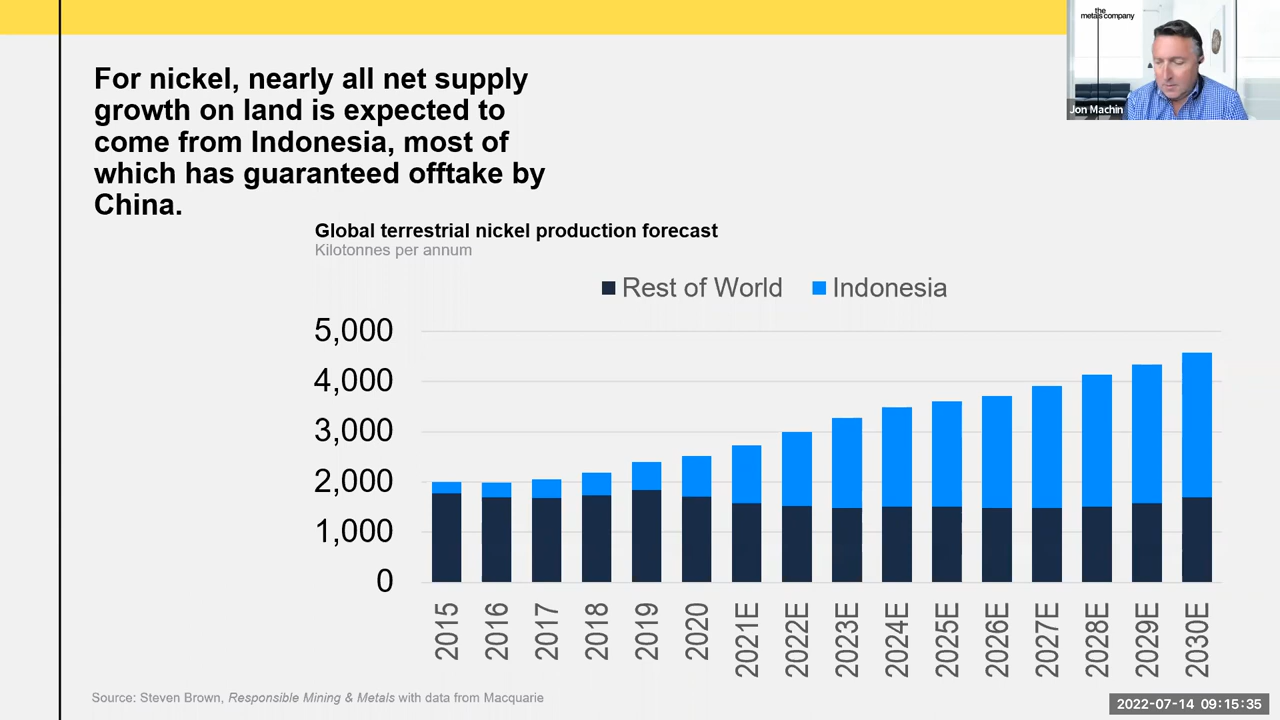 the
metals company
Jon Machin
For nickel, nearly all net supply
growth on land is expected to
come from Indonesia, most of
which has guaranteed offtake by
China.
Global terrestrial nickel production forecast
Kilotonnes per annum
Rest of World Indonesia
5,000
4,000
3,000
2,000
1,000
0
2015 2016 2017 2018 2019 2020 2021E 2022E 2023E 2024E 2025E 2026E 2027E 2028E 2029E 2030E
Source: Steven Brown, Responsible Mining & Metals with data from Macquarie
2022-07-14 09:15:35